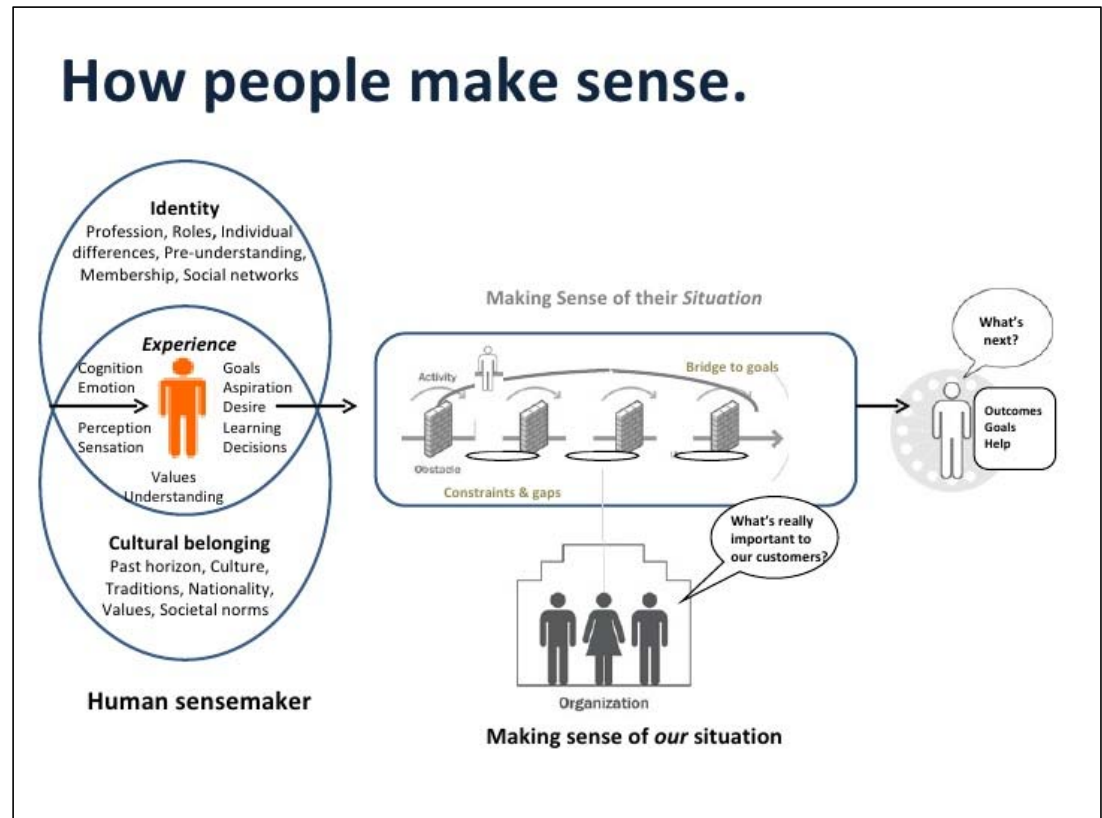 How people make sense.
Identity
Profession, Roles, Individual
differences, Pre-understanding,
Membership, Social networks
Experience
Cognition
Emotion
Perception
Sensation
Goals
Aspiration
Desire
Learning
Decisions
Values
Understanding
Cultural belonging
Past horizon, Culture,
Traditions, Nationality,
Values, Societal norms
Human sensemaker
Making Sense of their Situation
Activity
Bridge to goals
Obstacle
Constraints & gaps
What's really
important to
our customers?
Organization
Making sense of our situation
What's
next?
Outcomes
Goals
Help